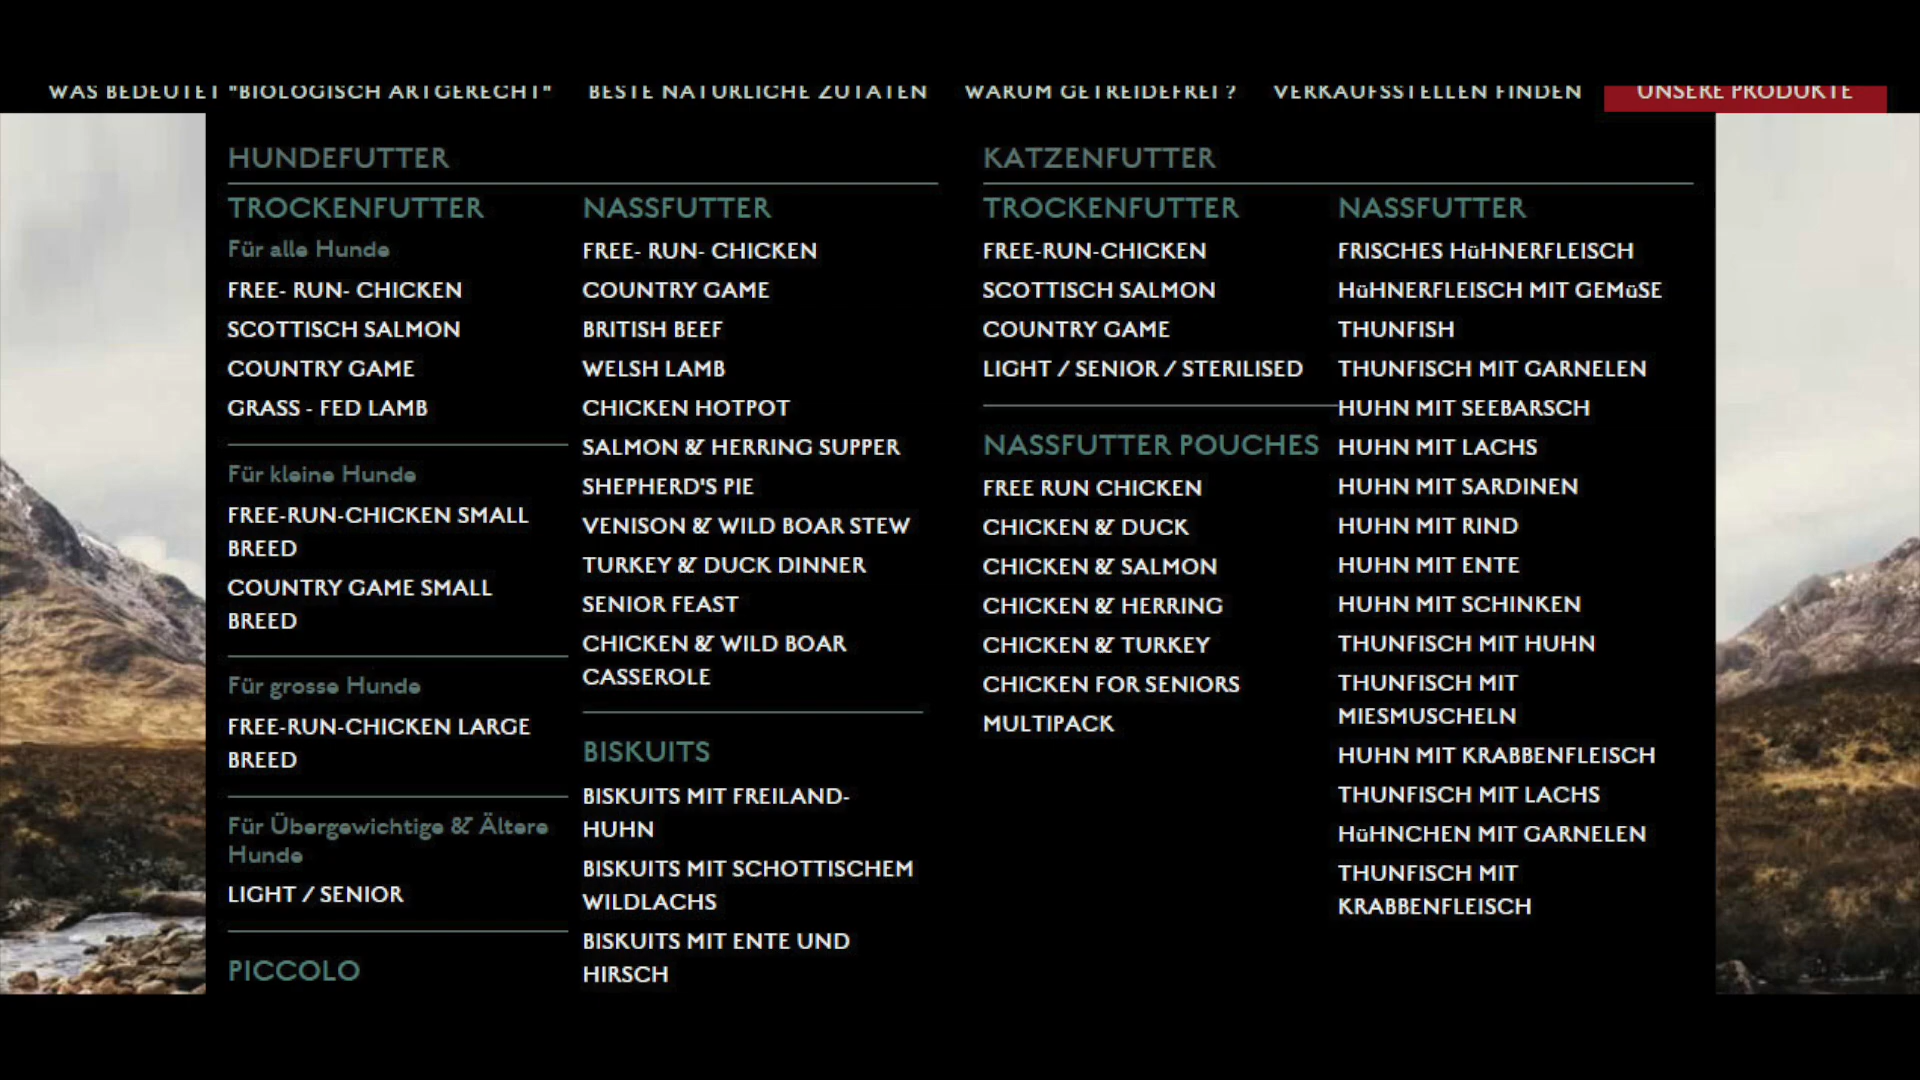 WAS BEDEUTET "BIOLOGISCH ARTGERECHT" BESTE NATÜRLICHE ZUTATEN WARUM GETREIDEFREI ? VERKAUFSSTELLEN FINDEN UNSERE PRODUKTE
HUNDEFUTTER
TROCKENFUTTER
Für alle Hunde
FREE- RUN- CHICKEN
SCOTTISCH SALMON
COUNTRY GAME
GRASS - FED LAMB
Für kleine Hunde
FREE-RUN-CHICKEN SMALL
BREED
COUNTRY GAME SMALL
BREED
Für grosse Hunde
FREE-RUN-CHICKEN LARGE
BREED
Für Übergewichtige & Ältere
Hunde
LIGHT / SENIOR
PICCOLO
NASSFUTTER
FREE- RUN- CHICKEN
COUNTRY GAME
BRITISH BEEF
WELSH LAMB
CHICKEN HOTPOT
SALMON & HERRING SUPPER
SHEPHERD'S PIE
VENISON & WILD BOAR STEW
TURKEY & DUCK DINNER
SENIOR FEAST
CHICKEN & WILD BOAR
CASSEROLE
BISKUITS
BISKUITS MIT FREILAND-
HUHN
BISKUITS MIT SCHOTTISCHEM
WILDLACHS
BISKUITS MIT ENTE UND
HIRSCH
KATZENFUTTER
TROCKENFUTTER
FREE-RUN-CHICKEN
SCOTTISCH SALMON
COUNTRY GAME
LIGHT / SENIOR / STERILISED
NASSFUTTER POUCHES
FREE RUN CHICKEN
CHICKEN & DUCK
CHICKEN & SALMON
CHICKEN & HERRING
CHICKEN & TURKEY
CHICKEN FOR SENIORS
MULTIPACK
NASSFUTTER
FRISCHES HüHNERFLEISCH
HüHNERFLEISCH MIT GEMüSE
THUNFISH
THUNFISCH MIT GARNELEN
HUHN MIT SEEBARSCH
HUHN MIT LACHS
HUHN MIT SARDINEN
HUHN MIT RIND
HUHN MIT ENTE
HUHN MIT SCHINKEN
THUNFISCH MIT HUHN
THUNFISCH MIT
MIESMUSCHELN
HUHN MIT KRABBENFLEISCH
THUNFISCH MIT LACHS
HüHNCHEN MIT GARNELEN
THUNFISCH MIT
KRABBENFLEISCH